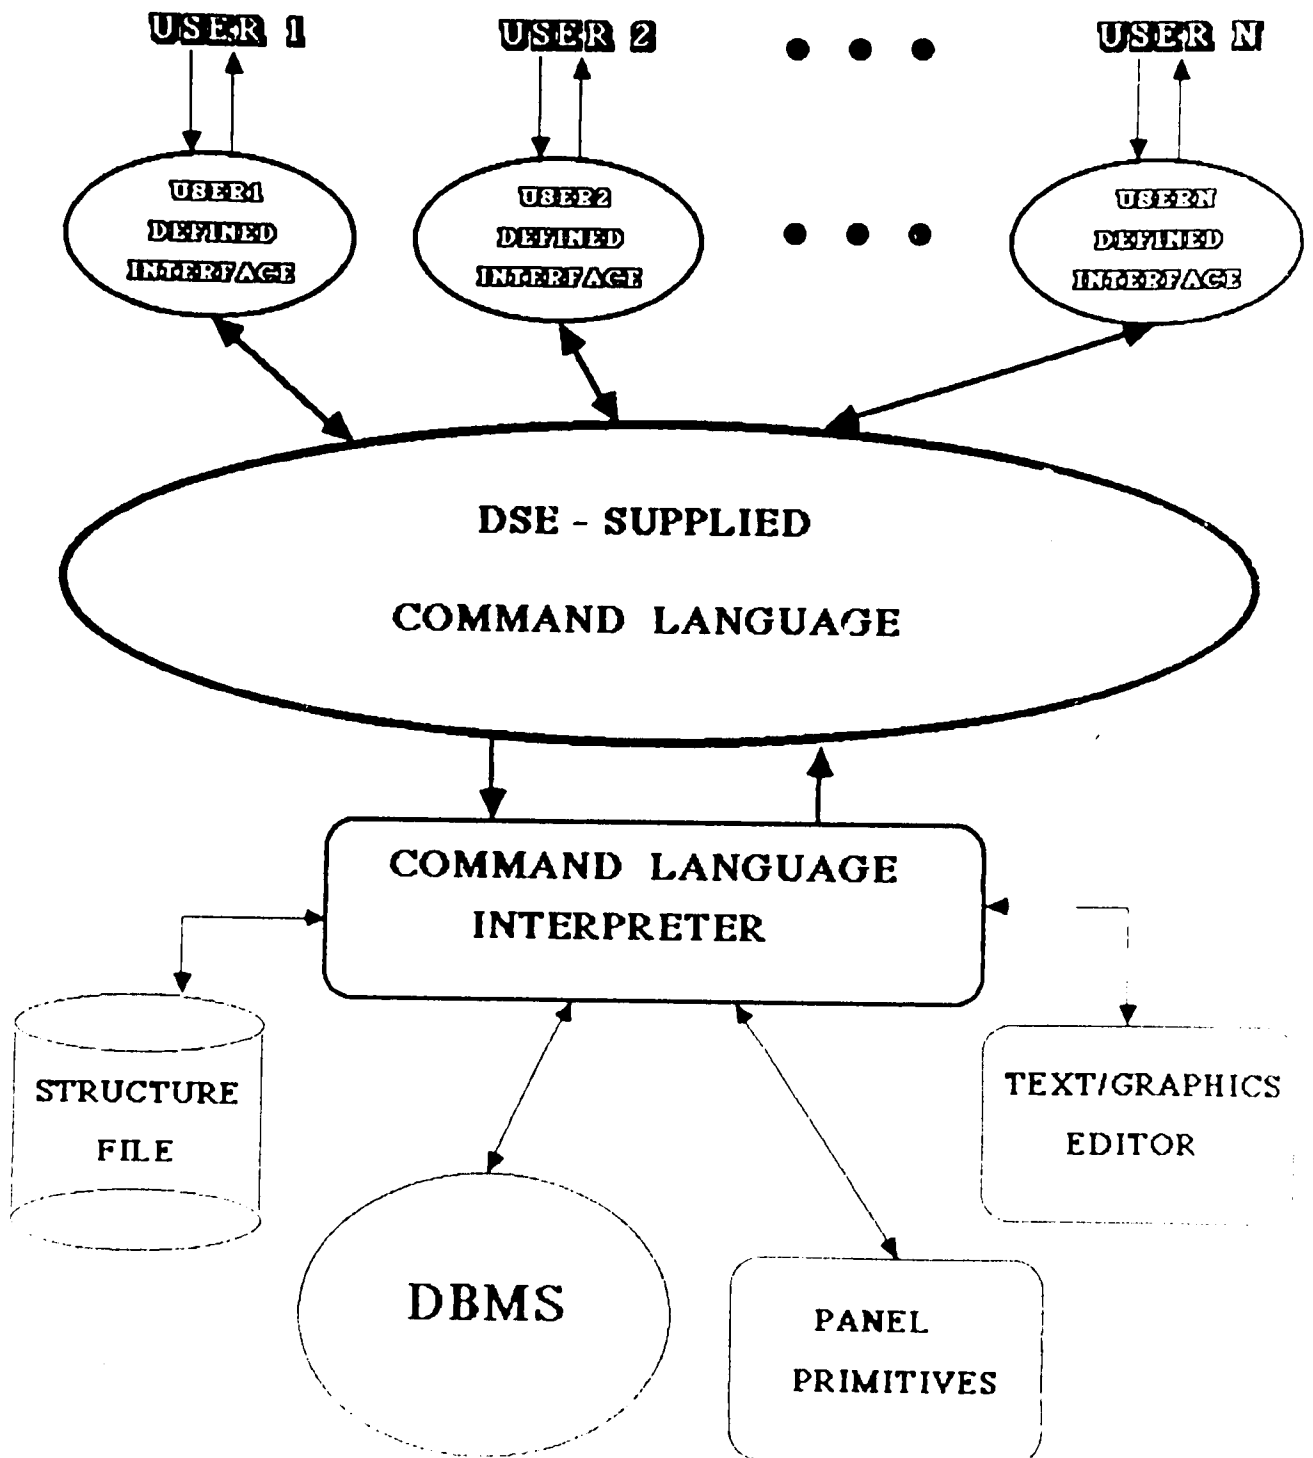 USER 1
USER 2
USER N
USER1
DEFINED
INTERFACE
USER2
DEFINED
INTERFACE
USERN
DEFINED
INTERFACE
DSE - SUPPLIED
COMMAND LANGUAGE
COMMAND LANGUAGE
INTERPRETER
STRUCTURE
FILE
TEXT/GRAPHICS
EDITOR
DBMS
PANEL
PRIMITIVES